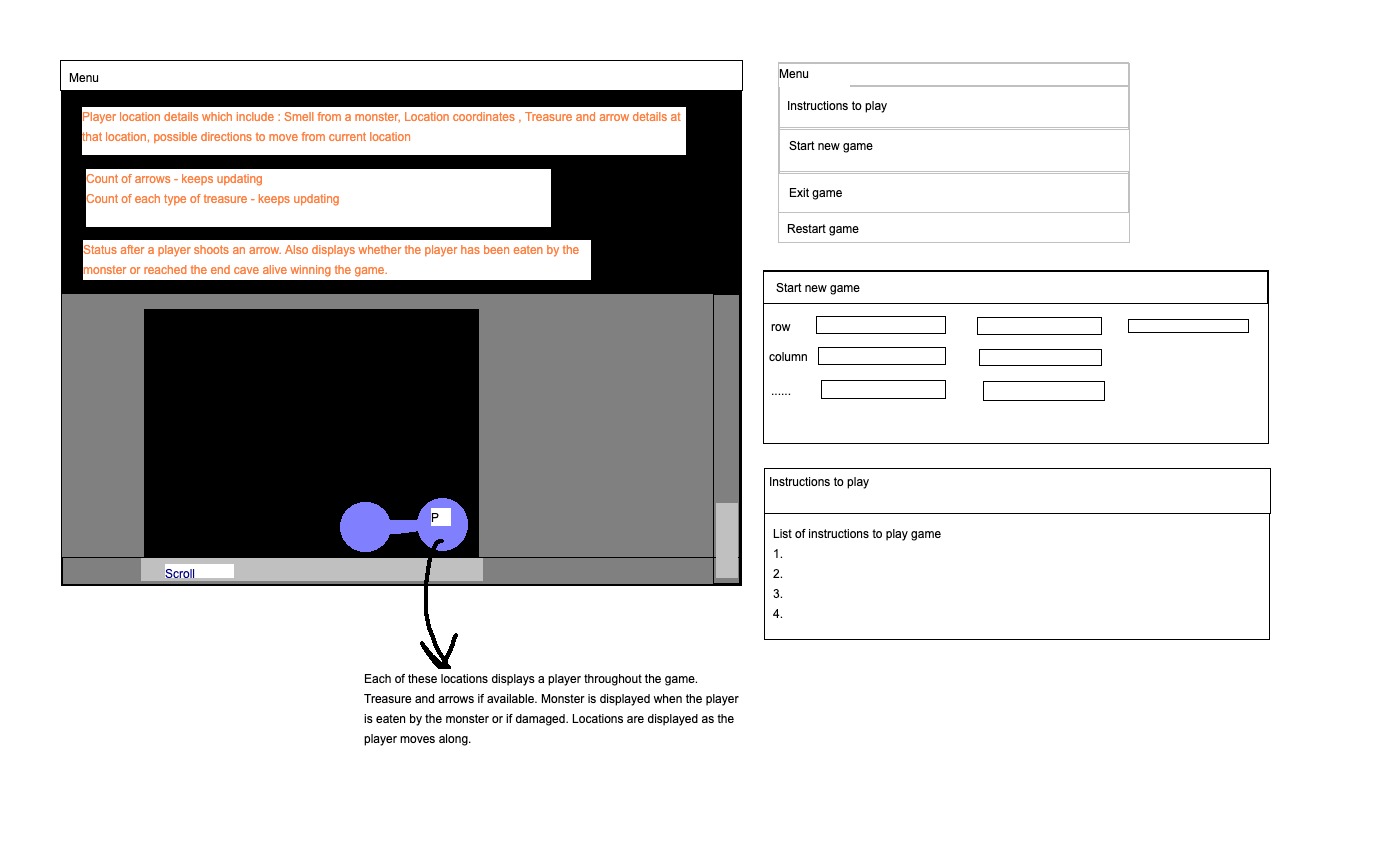 Menu
Player location details which include : Smell from a monster, Location coordinates , Treasure and arrow details at
that location, possible directions to move from current location
Count of arrows - keeps updating
Count of each type of treasure - keeps updating
Status after a player shoots an arrow. Also displays whether the player has been eaten by the
monster or reached the end cave alive winning the game.
P
Scroll
Each of these locations displays a player throughout the game.
Treasure and arrows if available. Monster is displayed when the player
is eaten by the monster or if damaged. Locations are displayed as the
player moves along.
Menu
Instructions to play
Start new game
Exit game
Restart game
Start new game
row
column
......
Instructions to play
List of instructions to play game
1.
2.
3.
4.